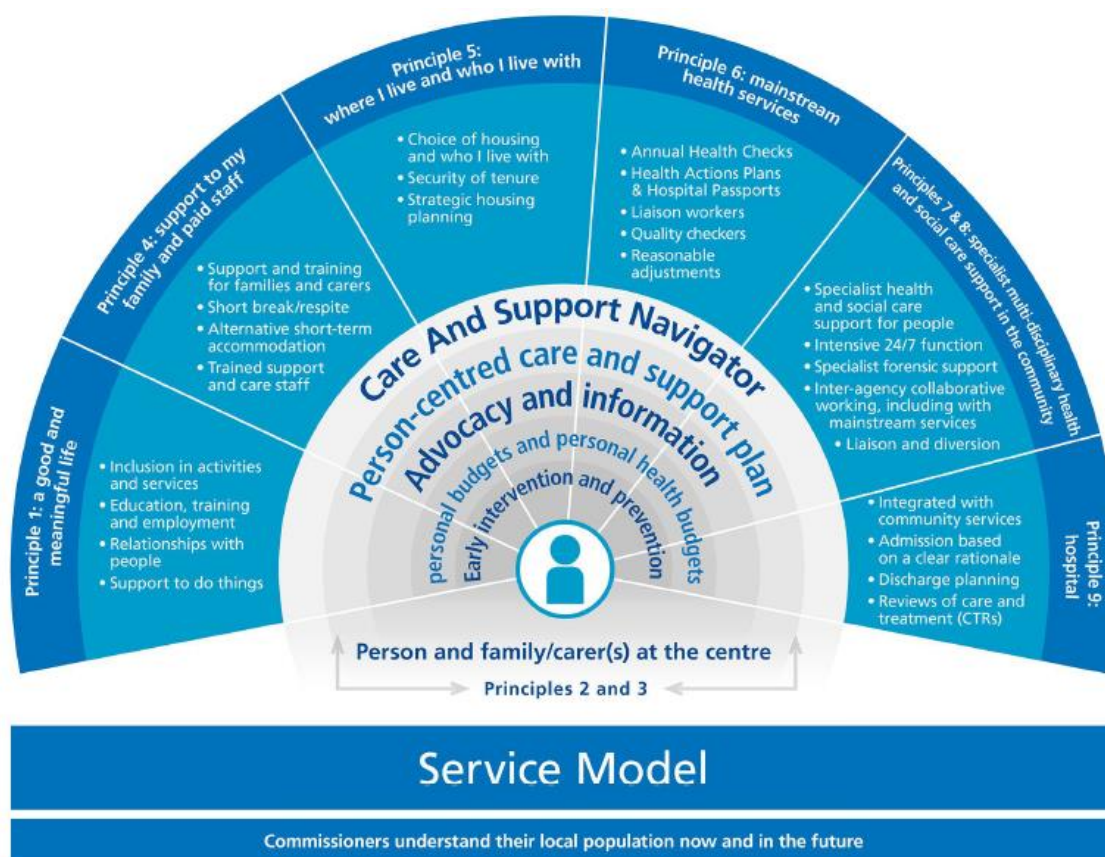 Principle 1: a good and
meaningful life
• Inclusion in activities
and services
• Education, training
and employment
• Relationships with
people
• Support to do things
Principle 4: support to my
family and paid staff
• Support and training
for families and carers
• Short break/respite
• Alternative short-term
accommodation
• Trained support
and care staff
Principle 5:
where I live and who I live with
• Choice of housing
and who I live with
• Security of tenure
• Strategic housing
planning
Principle 6: mainstream
health services
• Annual Health Checks
• Health Actions Plans
& Hospital Passports
• Liaison workers
• Quality checkers
• Reasonable
adjustments
Principles 7 & 8: specialist multi-disciplinary health
and social care support in the community
• Specialist health
and social care
support for people
• Intensive 24/7 function
• Specialist forensic support
• Inter-agency collaborative
working, including with
mainstream services
• Liaison and diversion
Principle 9:
hospital
• Integrated with
community services
• Admission based
on a clear rationale
• Discharge planning
• Reviews of care and
treatment (CTRs)
Care And Support Navigator
Person-centred care and support plan
Advocacy and information
personal budgets and personal health budgets
Early intervention and prevention
Person and family/carer(s) at the centre
Principles 2 and 3
Service Model
Commissioners understand their local population now and in the future